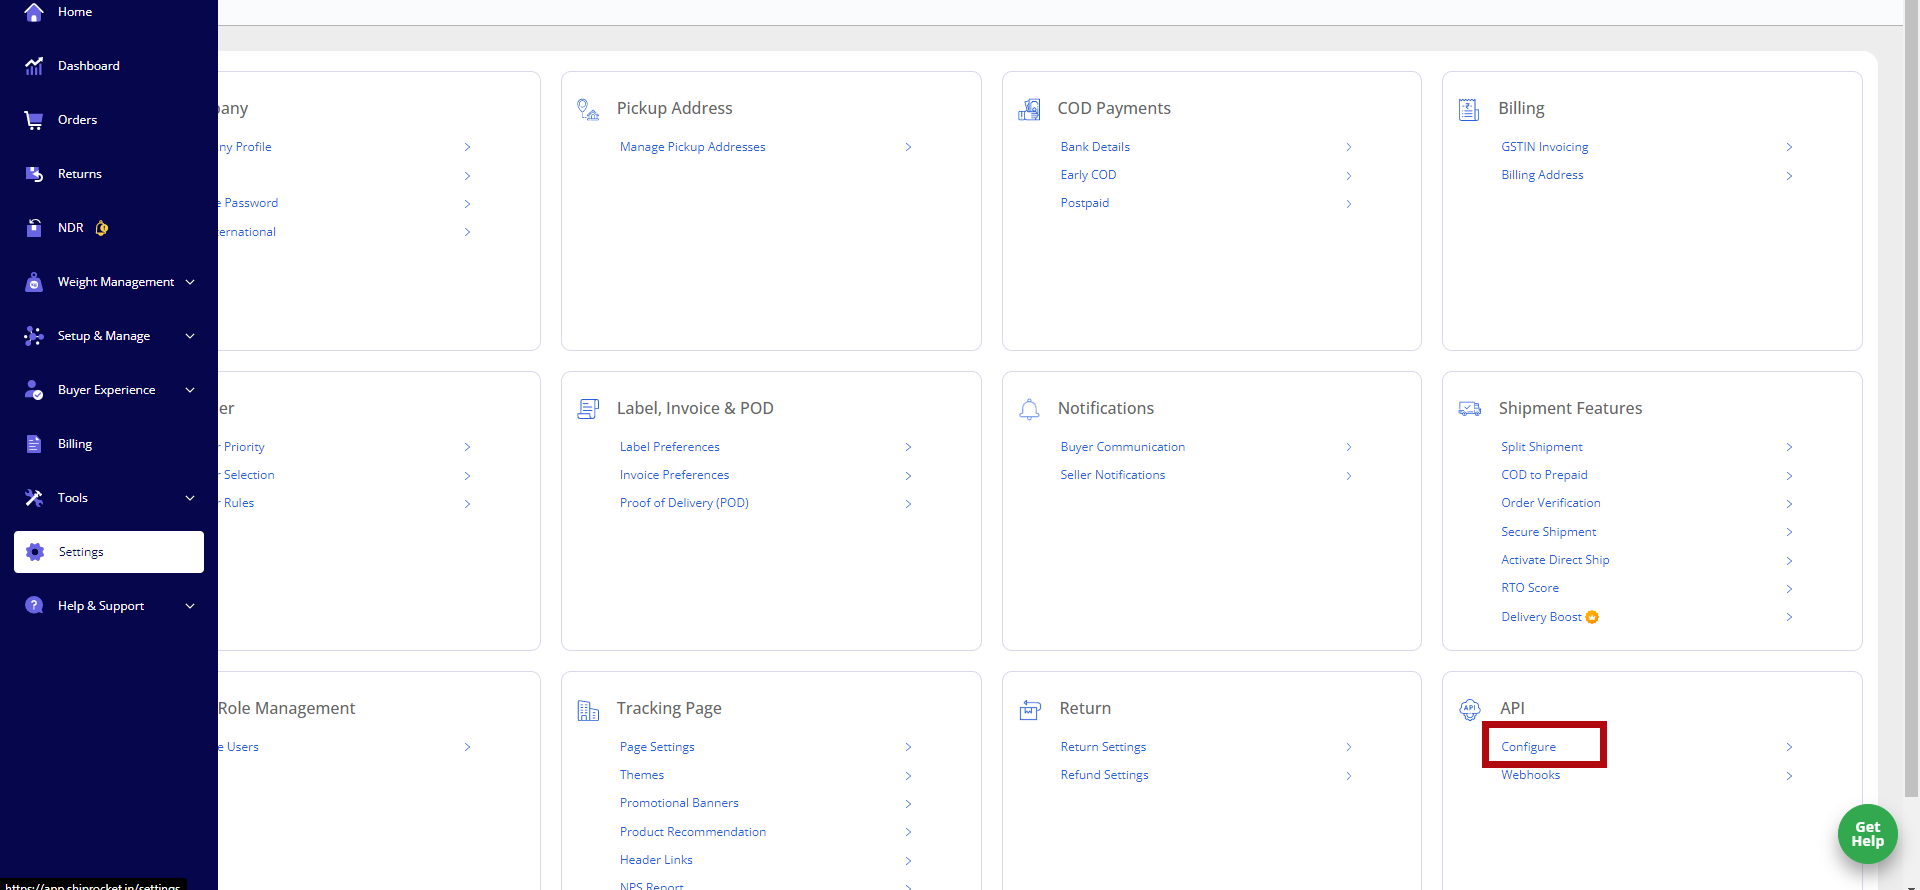 Home
Dashboard
Orders
Returns
NDR
Weight Management
Setup & Manage
Buyer Experience
Billing
Tools
Settings
Help & Support
https://app.shiprocket.in/settings
pany
ny Profile
e Password
ternational
Pickup Address
Manage Pickup Addresses
COD Payments
Bank Details
Early COD
Postpaid
Billing
GSTIN Invoicing
Billing Address
er
r Priority
r Selection
r Rules
Label, Invoice & POD
Label Preferences
Invoice Preferences
Proof of Delivery (POD)
Notifications
Buyer Communication
Seller Notifications
Shipment Features
Split Shipment
COD to Prepaid
Order Verification
Secure Shipment
Activate Direct Ship
RTO Score
Delivery Boost
Role Management
e Users
Tracking Page
Page Settings
Themes
Promotional Banners
Product Recommendation
Header Links
NPS Report
Return
Return Settings
Refund Settings
API
API
Configure
Webhooks
Get
Help